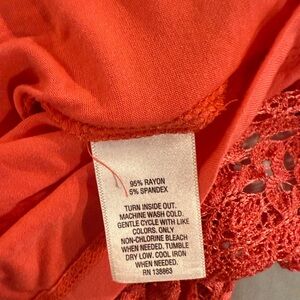 95% RAYON
5% SPANDEX
TURN INSIDE OUT.
MACHINE WASH COLD.
GENTLE CYCLE WITH LIKE
COLORS. ONLY
NON-CHLORINE BLEACH
WHEN NEEDED. TUMBLE
DRY LOW. COOL IRON
WHEN NEEDED.
RN 138863